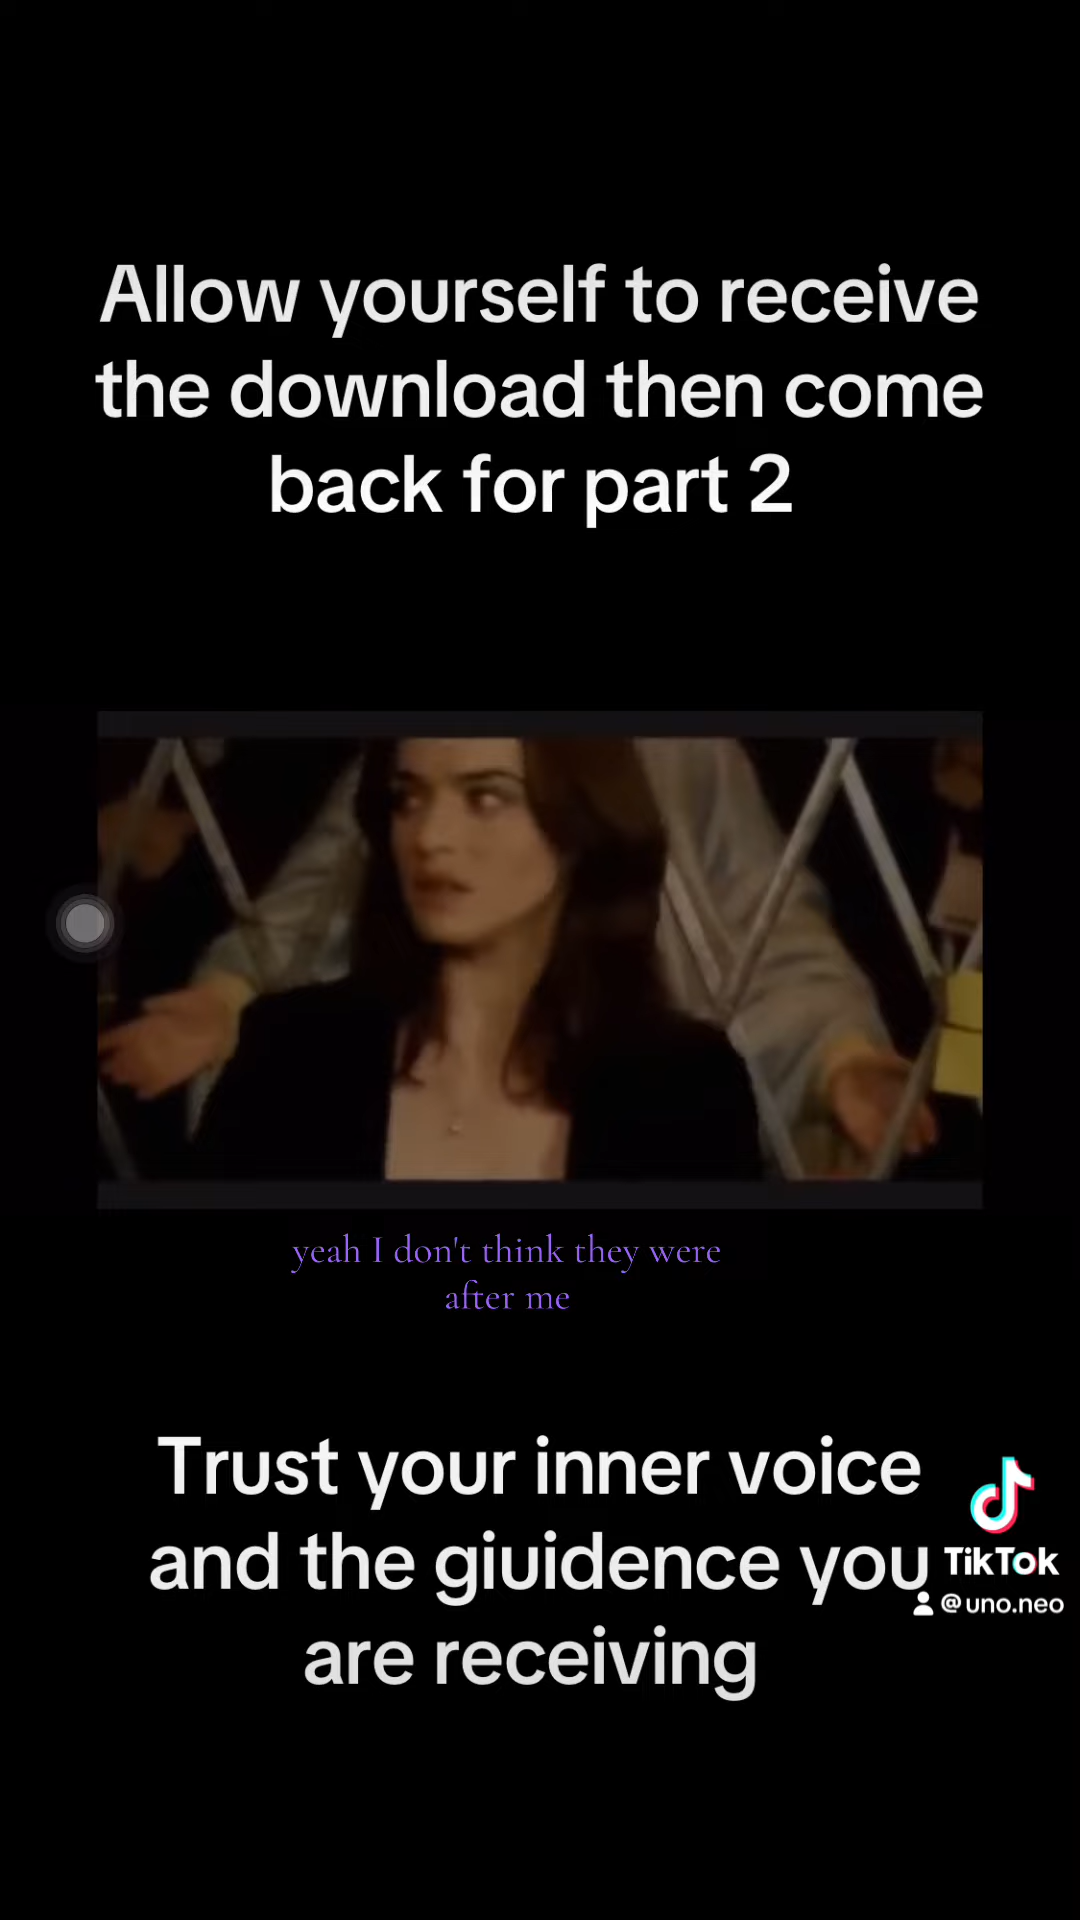 Allow yourself to receive
the download then come
back for part 2
yeah I don't think they were
after me
Trust your inner voice
and the giuidence you
are receiving
TikTok
@uno.neo